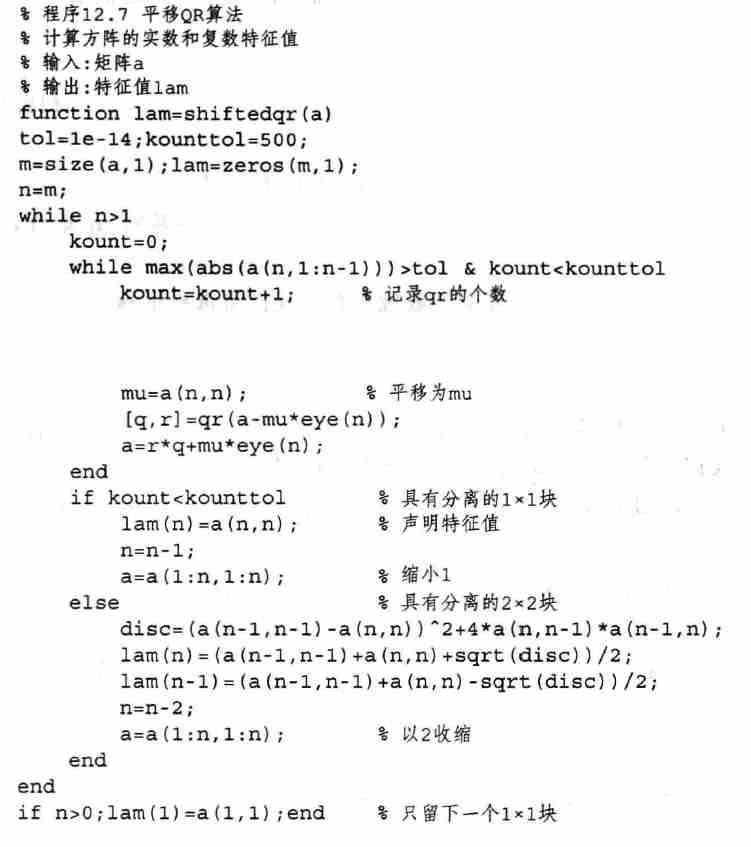 % 程序12.7 平移QR算法
% 计算方阵的实数和复数特征值
% 输入:矩阵a
% 输出:特征值lam
function lam=shiftedqr(a)
tol=1e-14;kounttol=500;
m=size(a,1);lam=zeros(m,1);
n=m;
while n>1
    kount=0;
    while max(abs(a(n,1:n-1)))>tol & kount<kounttol
        kount=kount+1;      % 记录qr的个数
        mu=a(n,n);          % 平移为mu
        [q,r]=qr(a-mu*eye(n));
        a=r*q+mu*eye(n);
    end
    if kount<kounttol       % 具有分离的1×1块
        lam(n)=a(n,n);      % 声明特征值
        n=n-1;
        a=a(1:n,1:n);       % 缩小1
    else                    % 具有分离的2×2块
        disc=(a(n-1,n-1)-a(n,n))^2+4*a(n,n-1)*a(n-1,n);
        lam(n)=(a(n-1,n-1)+a(n,n)+sqrt(disc))/2;
        lam(n-1)=(a(n-1,n-1)+a(n,n)-sqrt(disc))/2;
        n=n-2;
        a=a(1:n,1:n);       % 以2收缩
    end
end
if n>0;lam(1)=a(1,1);end    % 只留下一个1×1块